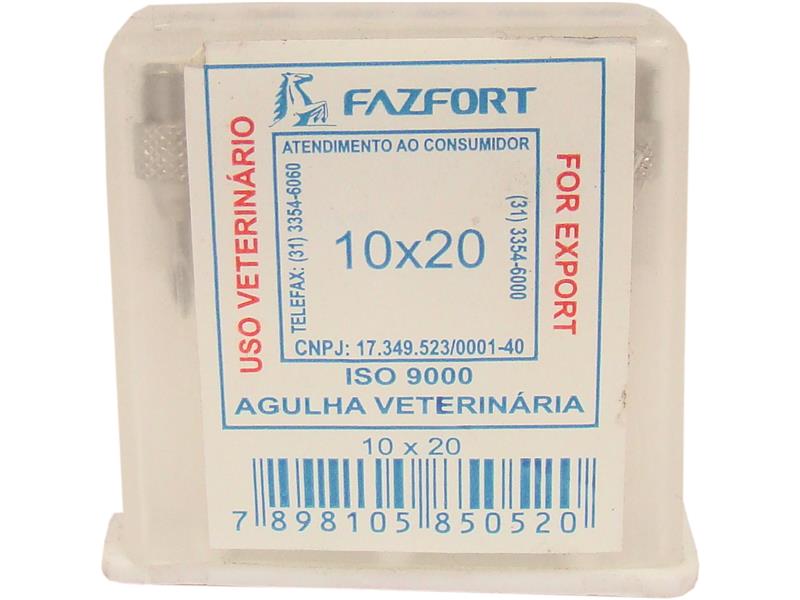 FAZFORT
USO VETERINÁRIO
ATENDIMENTO AO CONSUMIDOR
TELEFAX: (31) 3354-6060
10x20
(31) 3354-6000
FOR EXPORT
CNPJ: 17.349.523/0001-40
ISO 9000
AGULHA VETERINÁRIA
10 x 20
7 898105 850520